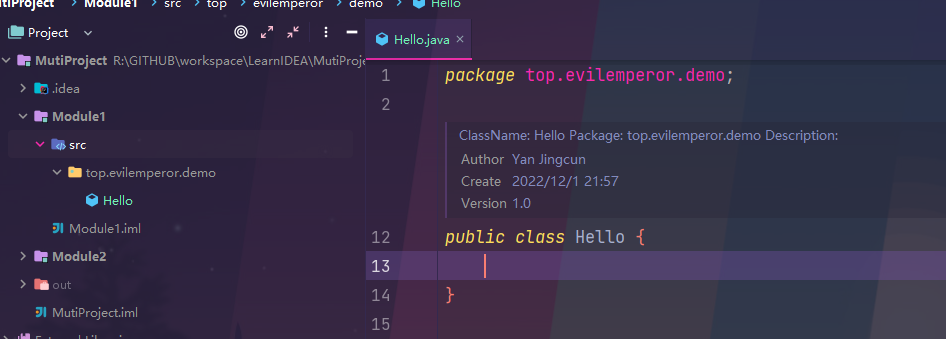 MutiProject > Module1 > src > top > evilemperor > demo > Hello
Project
MutiProject R:\GITHUB\workspace\LearnIDEA\MutiProjec
.idea
Module1
src
top.evilemperor.demo
Hello
Module1.iml
Module2
out
MutiProject.iml
Hello.java ×
1 package top.evilemperor.demo;
2
ClassName: Hello Package: top.evilemperor.demo Description:
Author Yan Jingcun
Create 2022/12/1 21:57
Version 1.0
12 public class Hello {
13
14 }
15